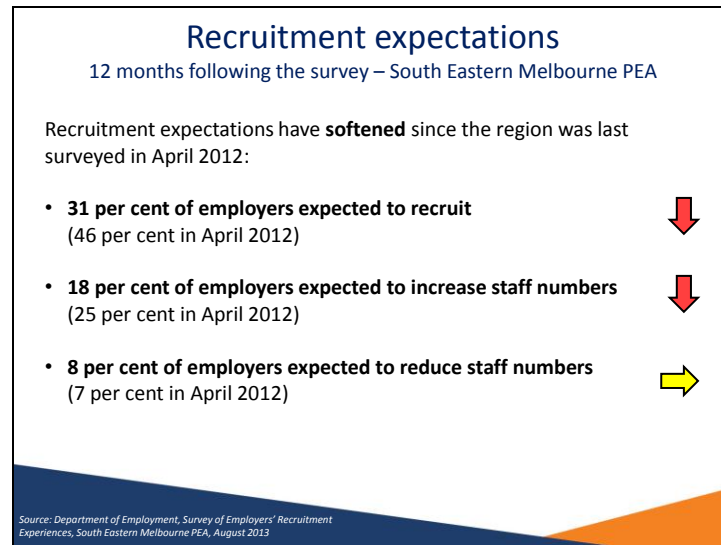 Recruitment expectations
12 months following the survey – South Eastern Melbourne PEA
Recruitment expectations have softened since the region was last
surveyed in April 2012:
• 31 per cent of employers expected to recruit
(46 per cent in April 2012)
• 18 per cent of employers expected to increase staff numbers
(25 per cent in April 2012)
• 8 per cent of employers expected to reduce staff numbers
(7 per cent in April 2012)
Source: Department of Employment, Survey of Employers' Recruitment
Experiences, South Eastern Melbourne PEA, August 2013